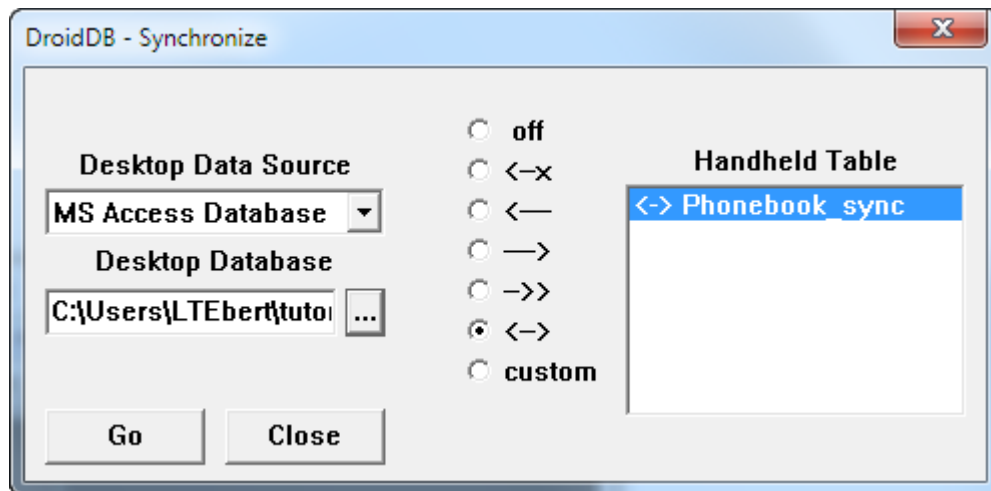 DroidDB - Synchronize
Desktop Data Source
MS Access Database
Desktop Database
C:\Users\LTEbert\tutor
...
Go
Close
off
<-x
<—
—>
->>
<->
custom
Handheld Table
<-> Phonebook_sync